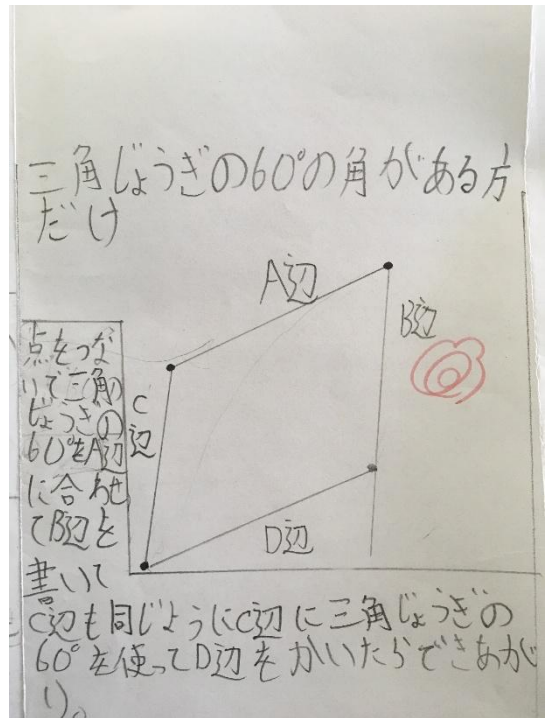 三角じょうぎの60°の角がある方
だけ
A辺
B辺
C
辺
D辺
点をつな
いで三角の
じょうぎの
60°をA辺
に合わせ
てB辺を
書いて
C辺も同じようにC辺に三角じょうぎの
60°を使ってD辺をかいたらできあが
り。